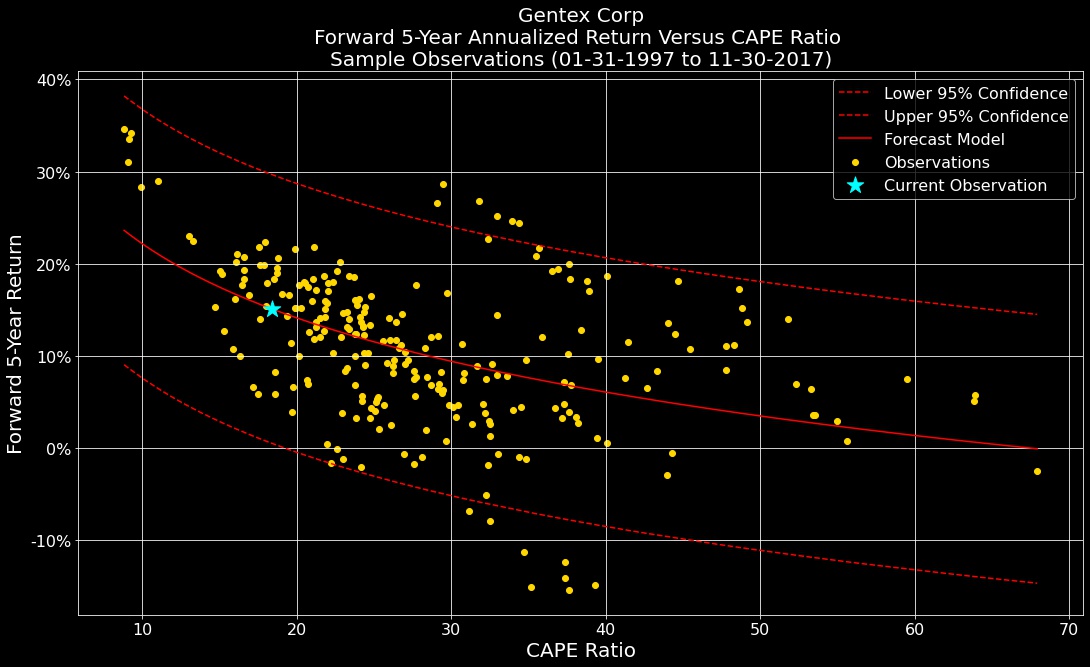 Gentex Corp
Forward 5-Year Annualized Return Versus CAPE Ratio
Sample Observations (01-31-1997 to 11-30-2017)
Lower 95% Confidence
Upper 95% Confidence
Forecast Model
Observations
Current Observation
Forward 5-Year Return
40%
30%
20%
10%
0%
-10%
10 20 30 40 50 60 70
CAPE Ratio